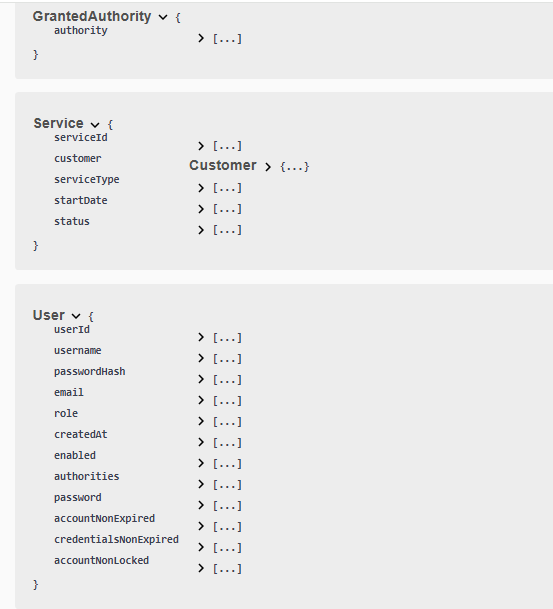 GrantedAuthority {
authority [...]
}
Service {
serviceId [...]
customer Customer {...}
serviceType [...]
startDate [...]
status [...]
}
User {
userId [...]
username [...]
passwordHash [...]
email [...]
role [...]
createdAt [...]
enabled [...]
authorities [...]
password [...]
accountNonExpired [...]
credentialsNonExpired [...]
accountNonLocked [...]
}